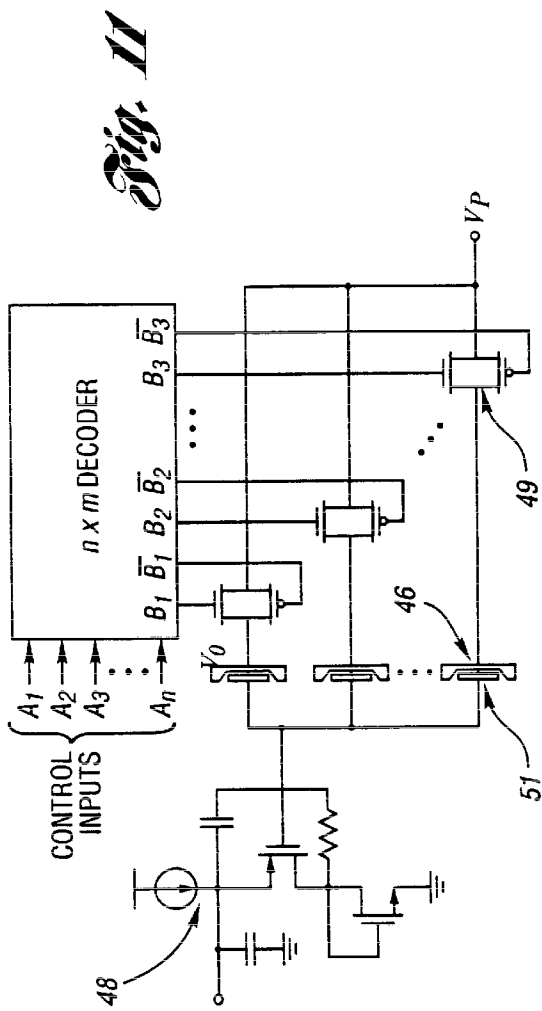 Fig. 11
CONTROL
INPUTS
A1
A2
A3
An
n x m DECODER
B1 B̅1 B2 B̅2 B3 B̅3
V0
VP
48
46
49
51